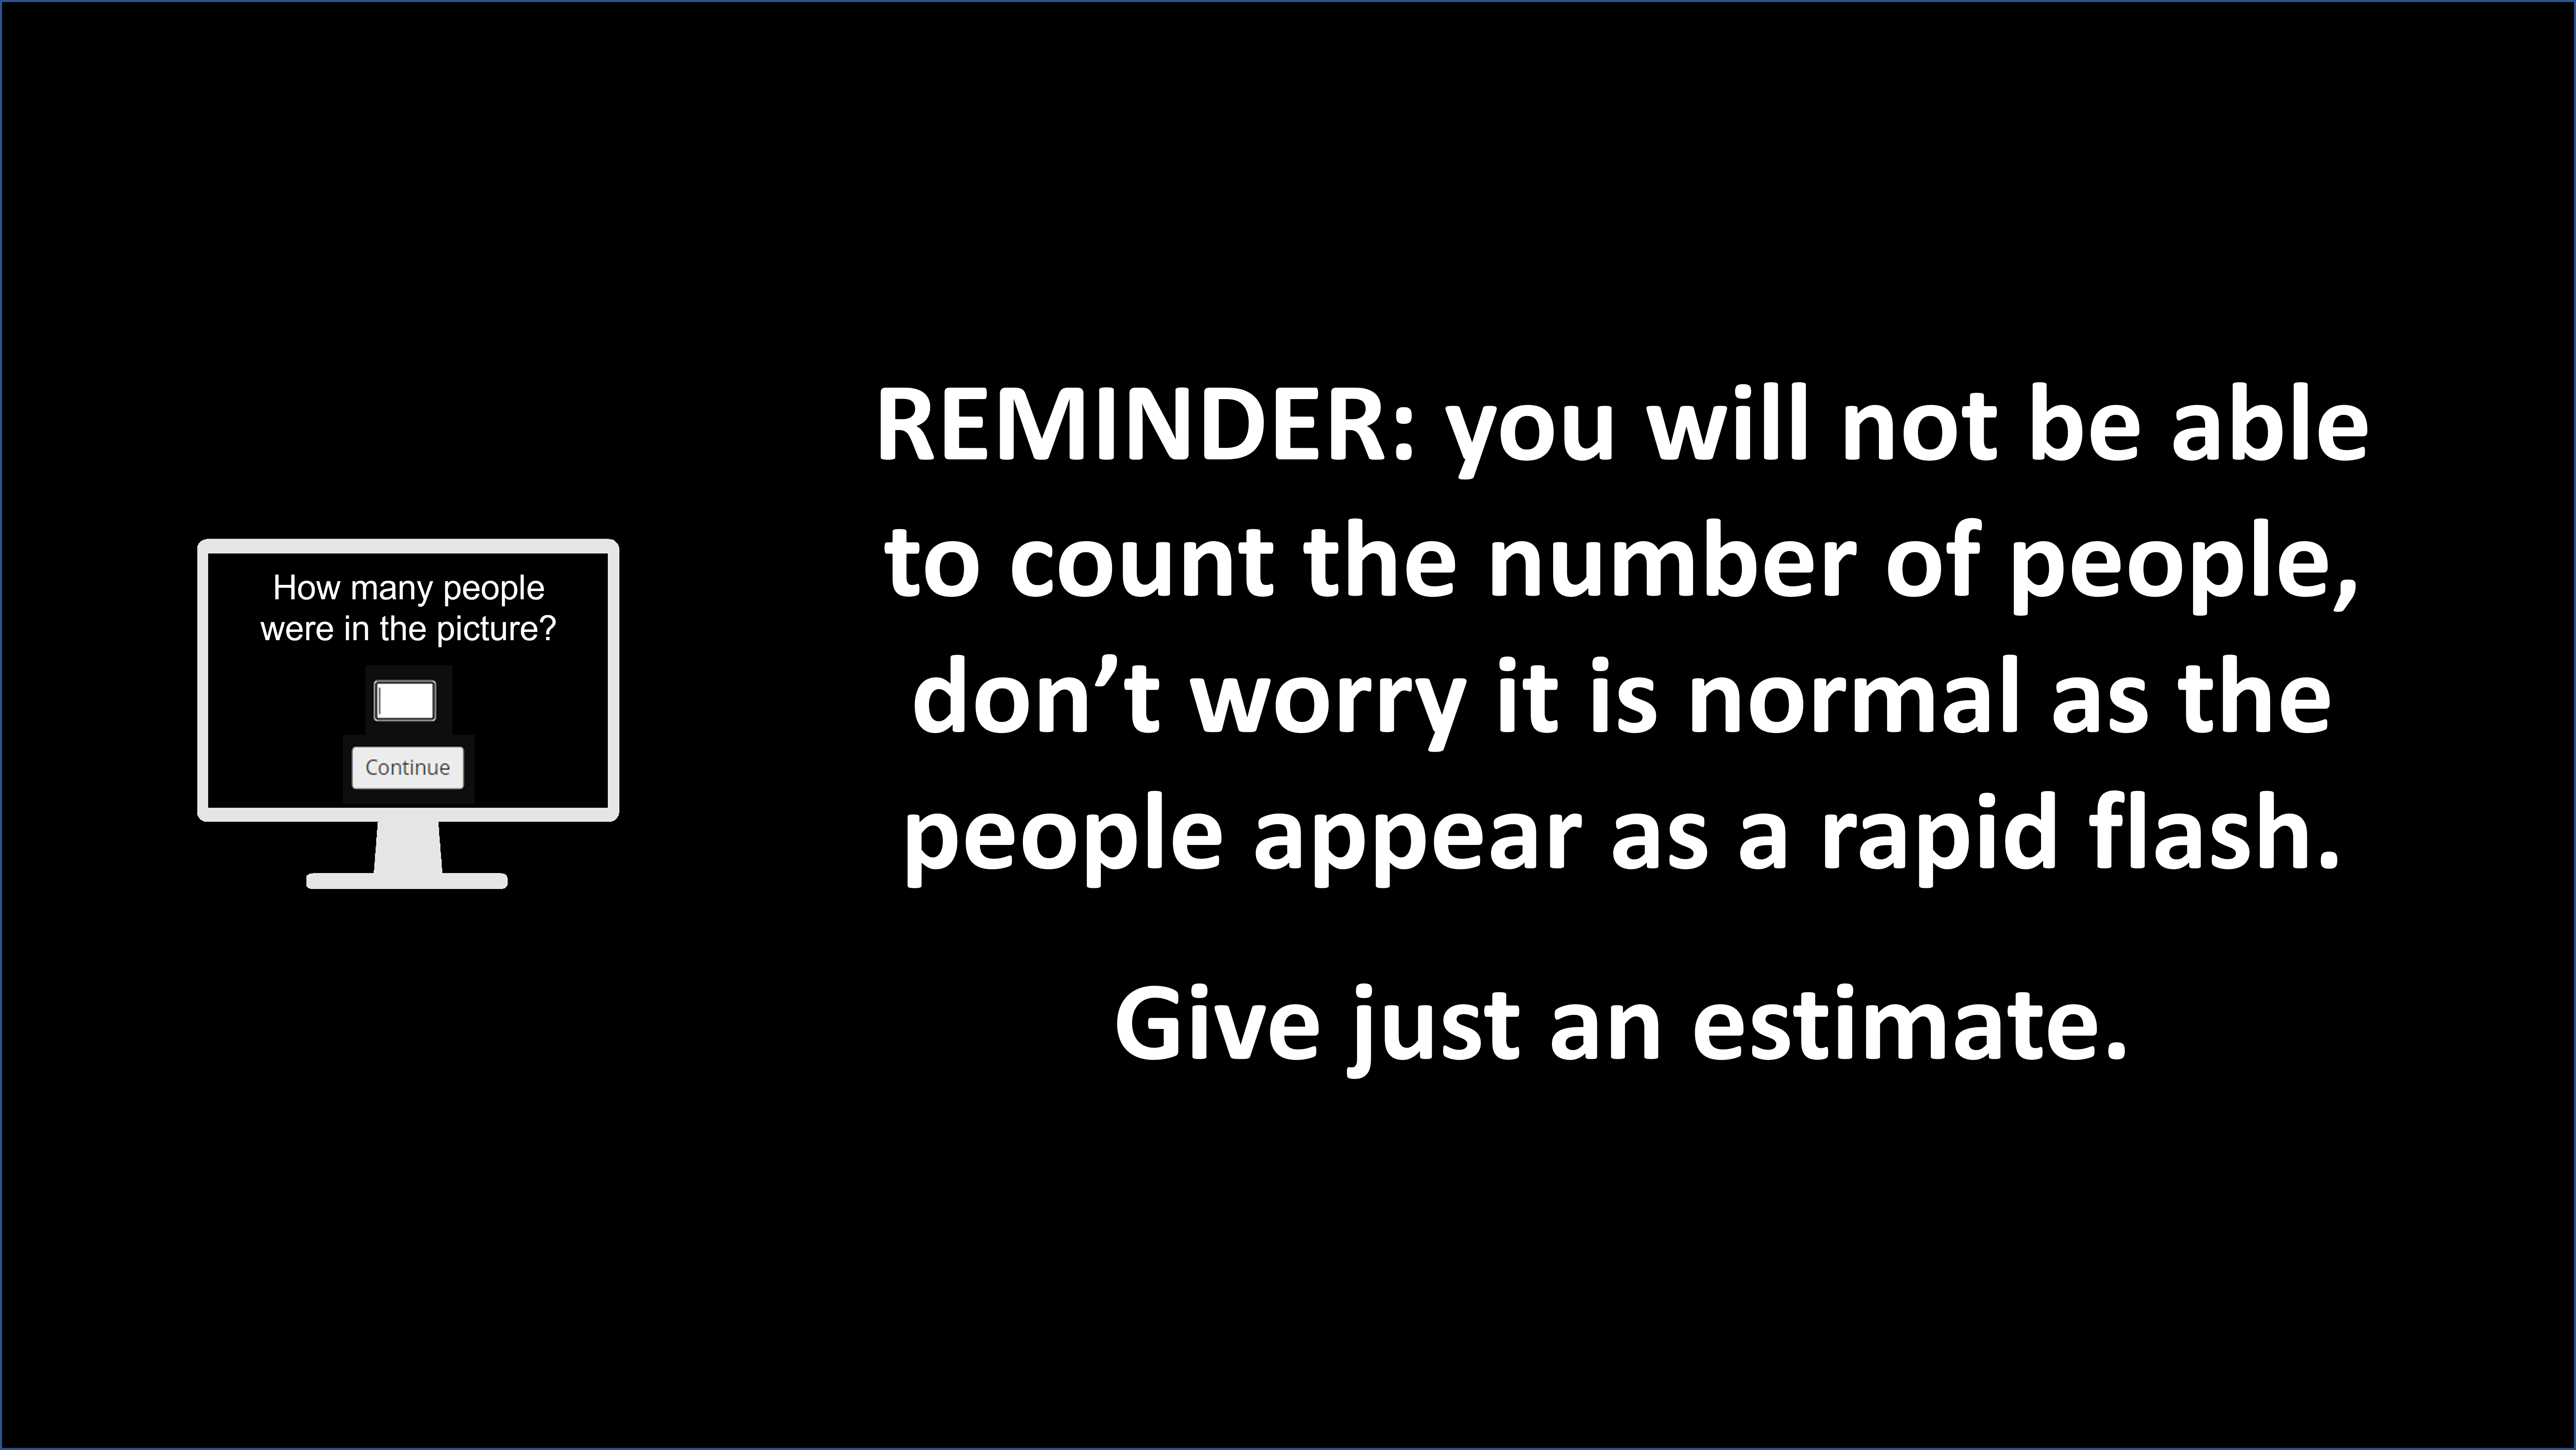 How many people
were in the picture?
Continue
REMINDER: you will not be able
to count the number of people,
don’t worry it is normal as the
people appear as a rapid flash.
Give just an estimate.